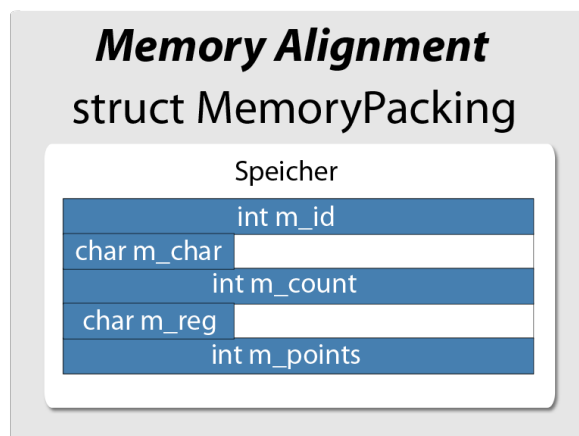 Memory Alignment
struct MemoryPacking
Speicher
int m_id
char m_char
int m_count
char m_reg
int m_points